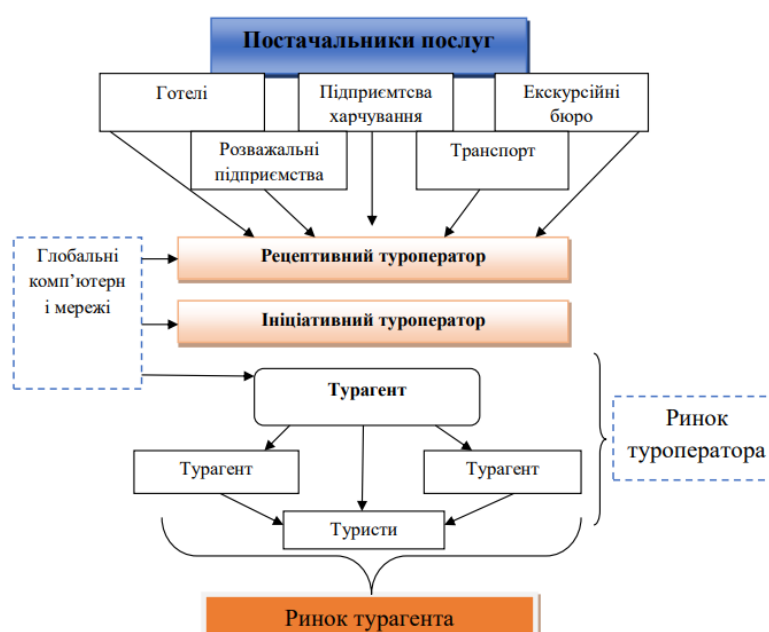 Постачальники послуг
Готелі
Підприємтсва
харчування
Екскурсійні
бюро
Розважальні
підприємства
Транспорт
Глобальні
комп’ютерн
і мережі
Рецептивний туроператор
Ініціативний туроператор
Турагент
Ринок
туроператора
Турагент
Турагент
Туристи
Ринок турагента